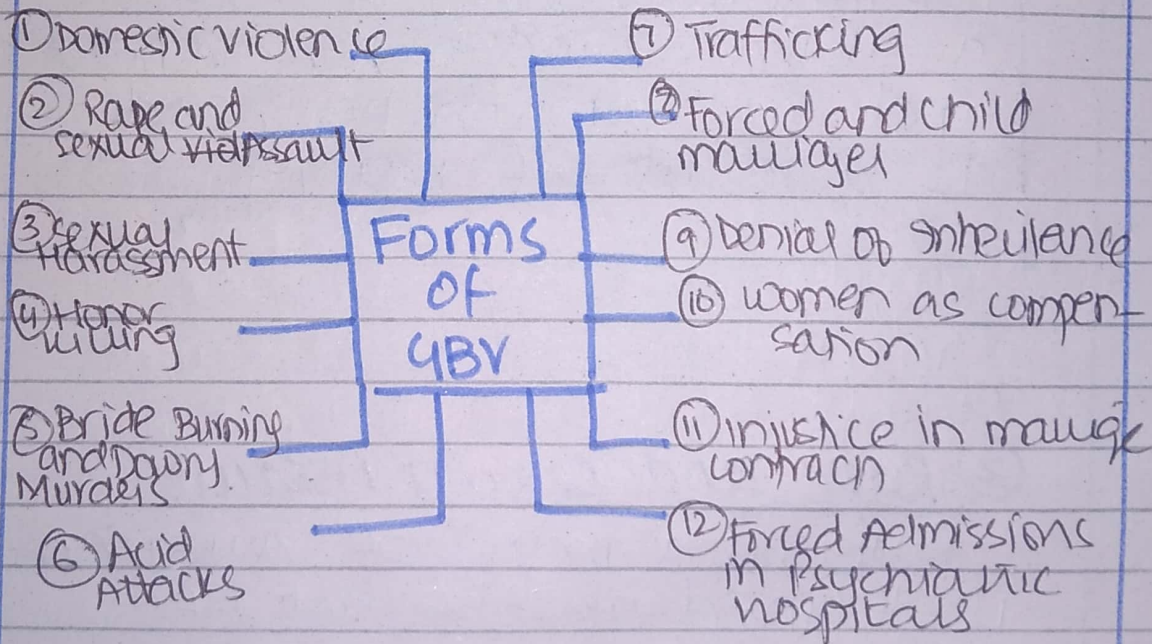 ① Domestic violence
② Rape and
sexual Assault
③ Sexual
Harassment
④ Honor
killing
⑤ Bride Burning
and Dowry
Murders
⑥ Acid
Attacks
Forms
of
GBV
⑦ Trafficking
⑧ Forced and child
marriages
⑨ Denial of Inheritance
⑩ women as compen-
sation
⑪ injustice in marriage
contracts
⑫ Forced Admissions
in Psychiatric
hospitals